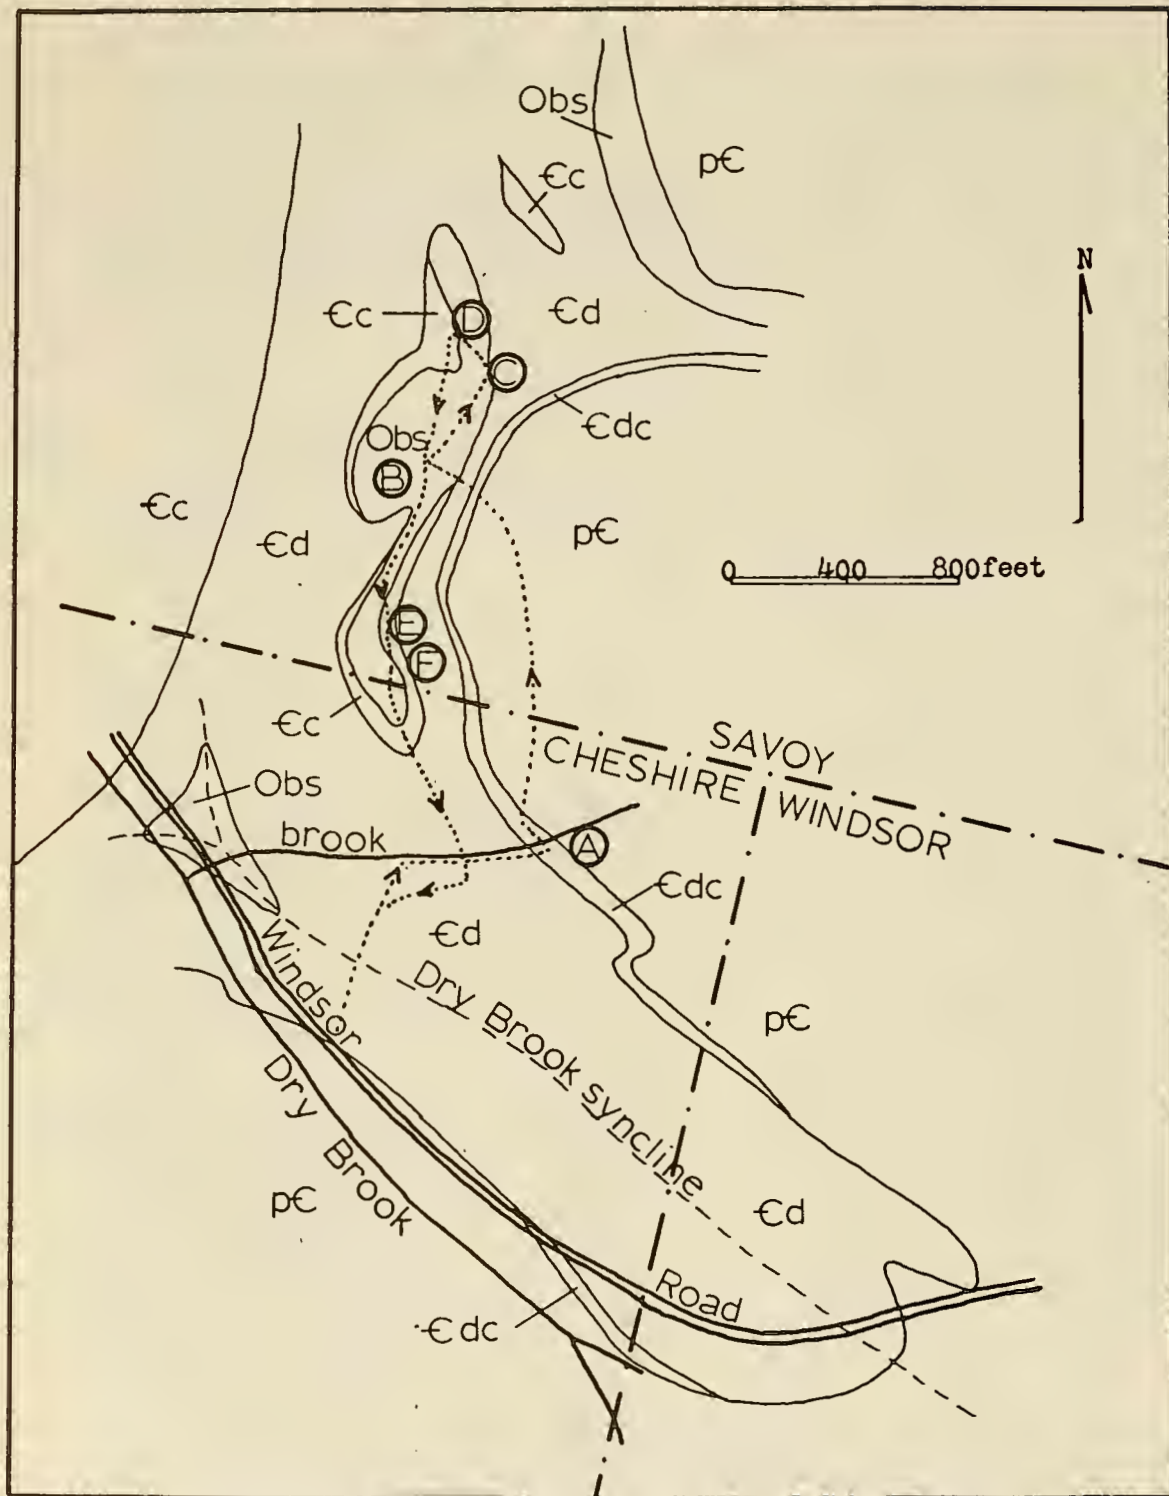 Obs
p€
€c
N
€c
D
€d
C
€dc
Obs
B
€c
p€
€d
0 400 800feet
E
F
€c
SAVOY
CHESHIRE
WINDSOR
Obs
brook
A
€dc
€d
Windsor
Dry Brook syncline
p€
Dry Brook
p€
€d
Road
€dc